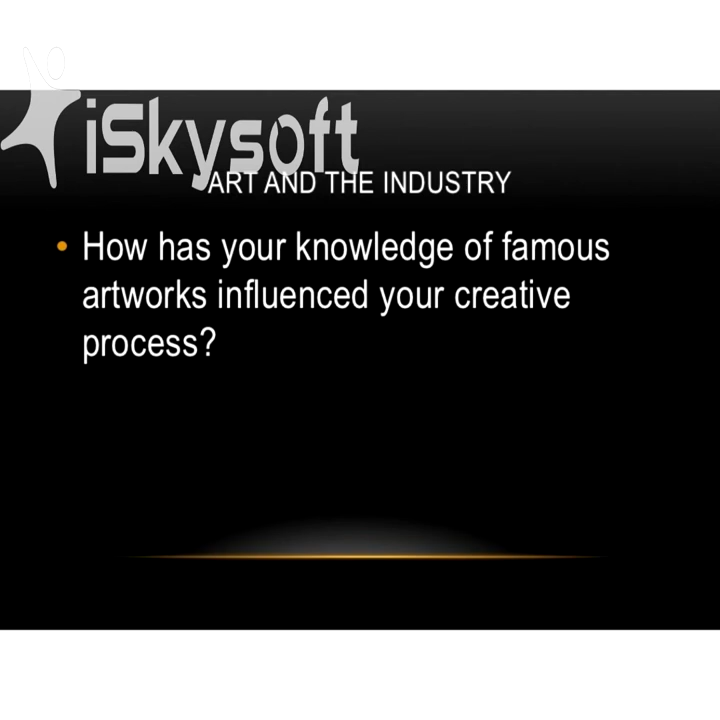 iSkysoft
ART AND THE INDUSTRY
• How has your knowledge of famous
artworks influenced your creative
process?